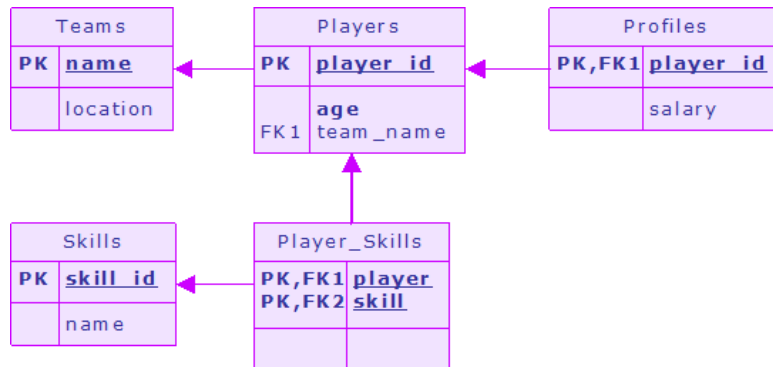 Teams
PK name
location
Players
PK player_id
age
FK1 team_name
Profiles
PK,FK1 player_id
salary
Skills
PK skill_id
name
Player_Skills
PK,FK1 player
PK,FK2 skill